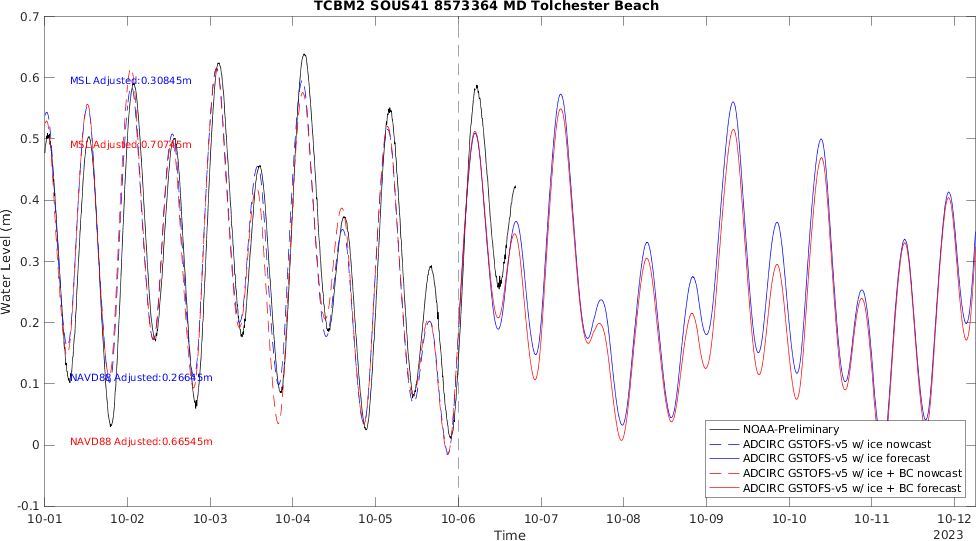 TCBM2 SOUS41 8573364 MD Tolchester Beach
0.7
0.6
0.5
0.4
0.3
0.2
0.1
0
-0.1
Water Level (m)
MSL Adjusted:0.30845m
MSL Adjusted:0.70745m
NAVD88 Adjusted:0.26645m
NAVD88 Adjusted:0.66545m
NOAA-Preliminary
ADCIRC GSTOFS-v5 w/ ice nowcast
ADCIRC GSTOFS-v5 w/ ice forecast
ADCIRC GSTOFS-v5 w/ ice + BC nowcast
ADCIRC GSTOFS-v5 w/ ice + BC forecast
10-01 10-02 10-03 10-04 10-05 10-06 10-07 10-08 10-09 10-10 10-11 10-12
Time
2023